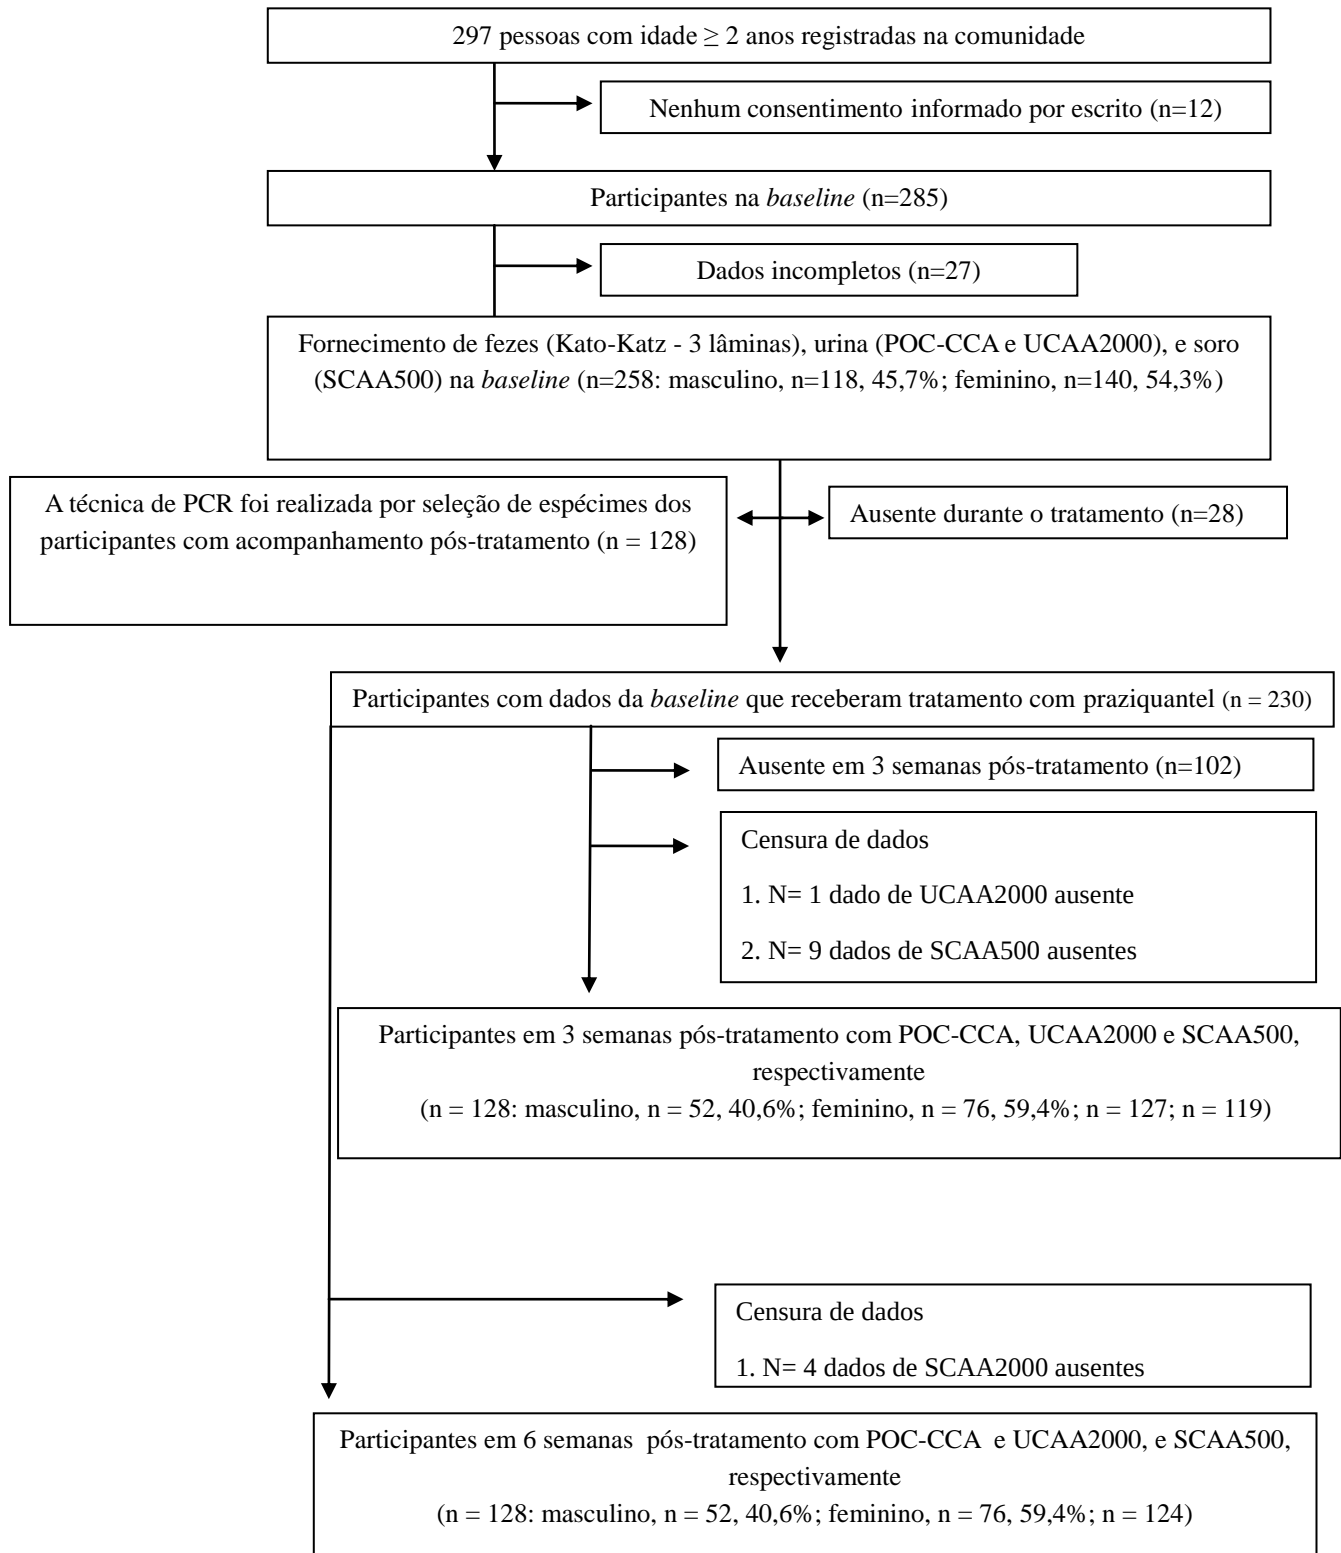 297 pessoas com idade ≥ 2 anos registradas na comunidade
Nenhum consentimento informado por escrito (n=12)
Participantes na baseline (n=285)
Dados incompletos (n=27)
Fornecimento de fezes (Kato-Katz - 3 lâminas), urina (POC-CCA e UCAA2000), e soro
(SCAA500) na baseline (n=258: masculino, n=118, 45,7%; feminino, n=140, 54,3%)
A técnica de PCR foi realizada por seleção de espécimes dos
participantes com acompanhamento pós-tratamento (n = 128)
Ausente durante o tratamento (n=28)
Participantes com dados da baseline que receberam tratamento com praziquantel (n = 230)
Ausente em 3 semanas pós-tratamento (n=102)
Censura de dados
1. N= 1 dado de UCAA2000 ausente
2. N= 9 dados de SCAA500 ausentes
Participantes em 3 semanas pós-tratamento com POC-CCA, UCAA2000 e SCAA500,
respectivamente
(n = 128: masculino, n = 52, 40,6%; feminino, n = 76, 59,4%; n = 127; n = 119)
Censura de dados
1. N= 4 dados de SCAA2000 ausentes
Participantes em 6 semanas pós-tratamento com POC-CCA e UCAA2000, e SCAA500,
respectivamente
(n = 128: masculino, n = 52, 40,6%; feminino, n = 76, 59,4%; n = 124)